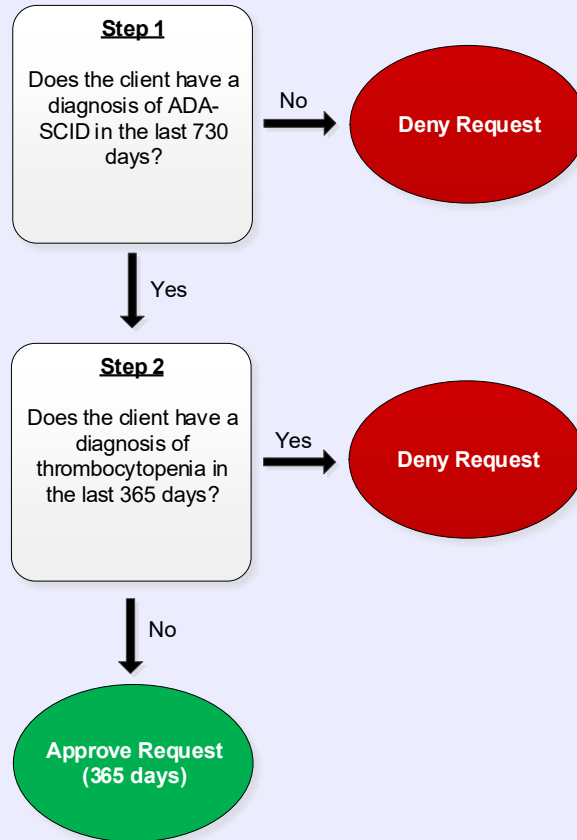 Step 1
Does the client have a
diagnosis of ADA-
SCID in the last 730
days?
No
Deny Request
Yes
Step 2
Does the client have a
diagnosis of
thrombocytopenia in
the last 365 days?
Yes
Deny Request
No
Approve Request
(365 days)